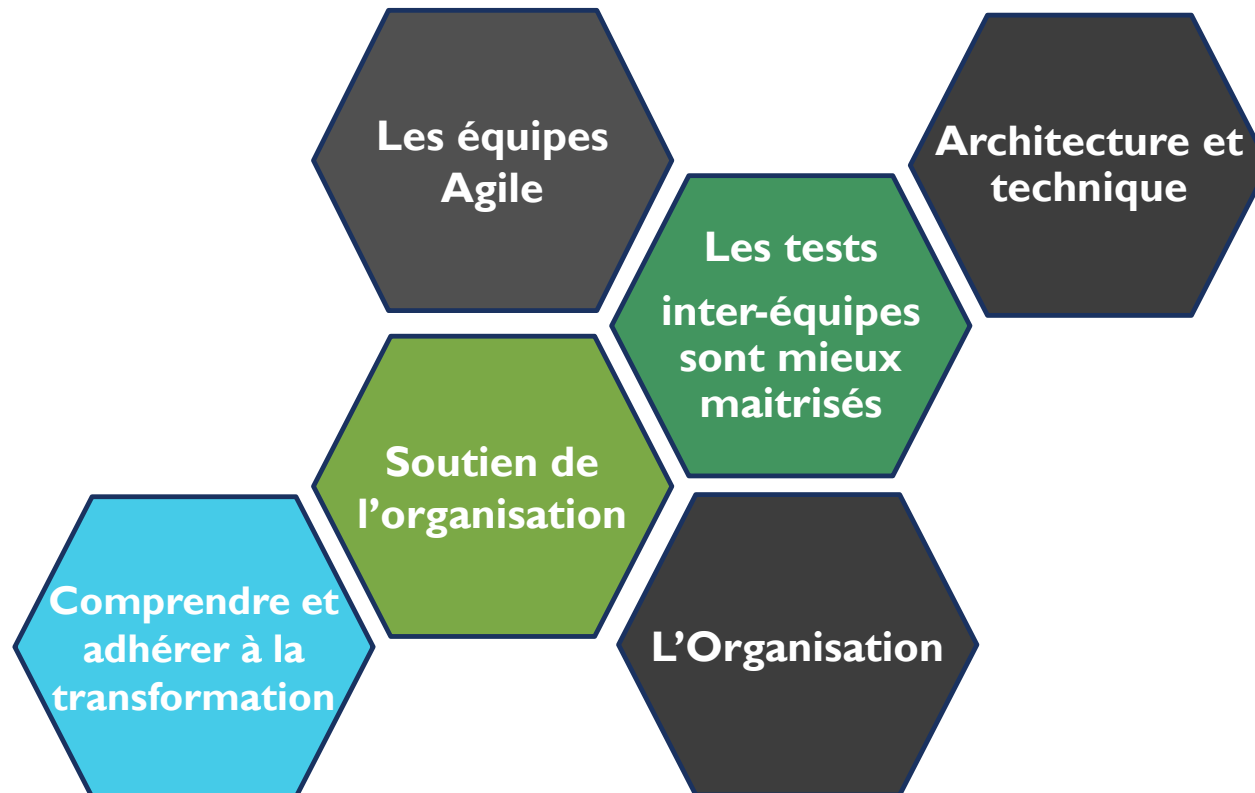 Les équipes
Agile
Architecture et
technique
Les tests
inter-équipes
sont mieux
maitrisés
Soutien de
l’organisation
Comprendre et
adhérer à la
transformation
L’Organisation